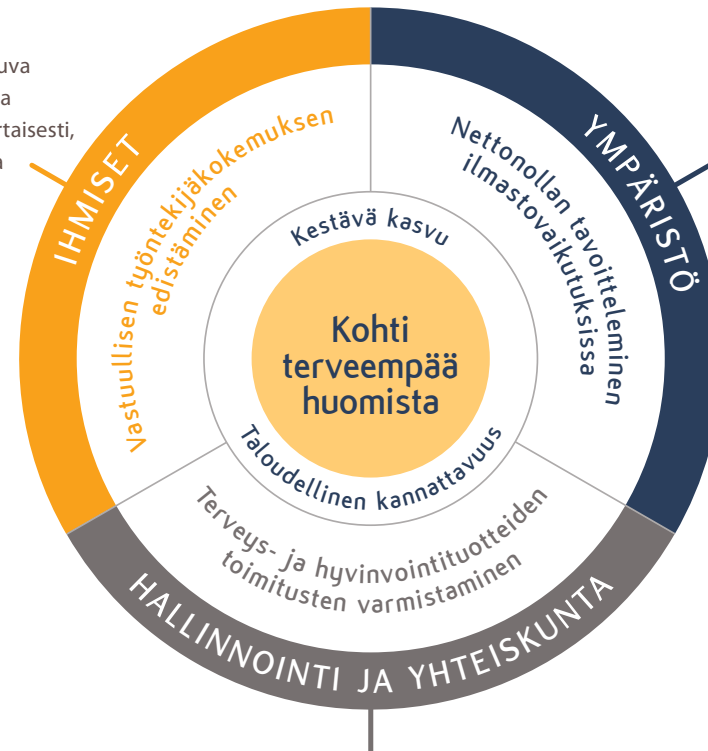 IHMISET
Vastuullisen työntekijäkokemuksen
edistäminen
YMPÄRISTÖ
Nettonollan tavoitteleminen
ilmastovaikutuksissa
Kestävä kasvu
Kohti
terveempää
huomista
Taloudellinen kannattavuus
Terveys- ja hyvinvointituotteiden
toimitusten varmistaminen
HALLINNOINTI JA YHTEISKUNTA